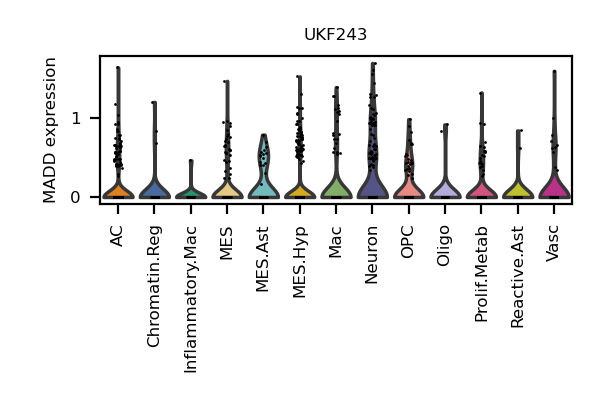 UKF243
MADD expression
1
0
AC
Chromatin.Reg
Inflammatory.Mac
MES
MES.Ast
MES.Hyp
Mac
Neuron
OPC
Oligo
Prolif.Metab
Reactive.Ast
Vasc